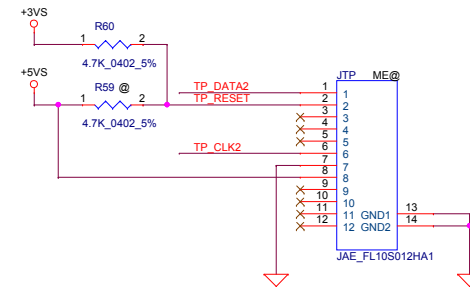 +3VS
R60
1 2
4.7K_0402_5%
+5VS
R59 @
1 2
4.7K_0402_5%
JTP ME@
TP_DATA2 1 1
TP_RESET 2 2
3 3
4 4
5 5
TP_CLK2 6 6
7 7
8 8
9 9
10 10
11 11 GND1 13
12 12 GND2 14
JAE_FL10S012HA1